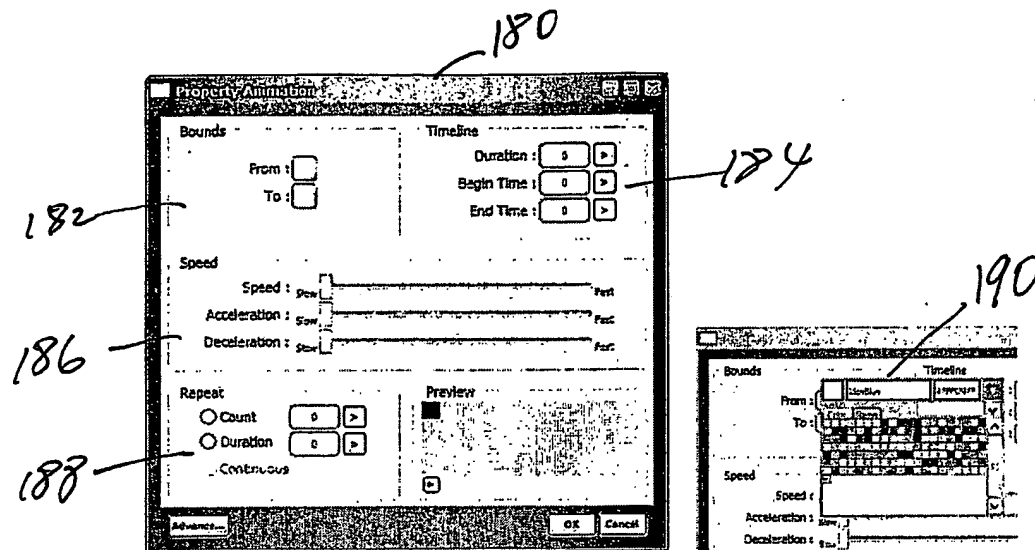 180
Property Animation
Bounds
Timeline
From :
To :
Duration : 5 >
Begin Time : 0 >
End Time : 0 >
182
184
Speed
Speed : Slow Fast
Acceleration : Slow Fast
Deceleration : Slow Fast
186
Repeat
Preview
Count 0 >
Duration 0 >
Continuous
188
Advance...
OK
Cancel
190
Bounds
Timeline
From :
To :
Speed
Speed :
Acceleration : Slow
Deceleration : Slow